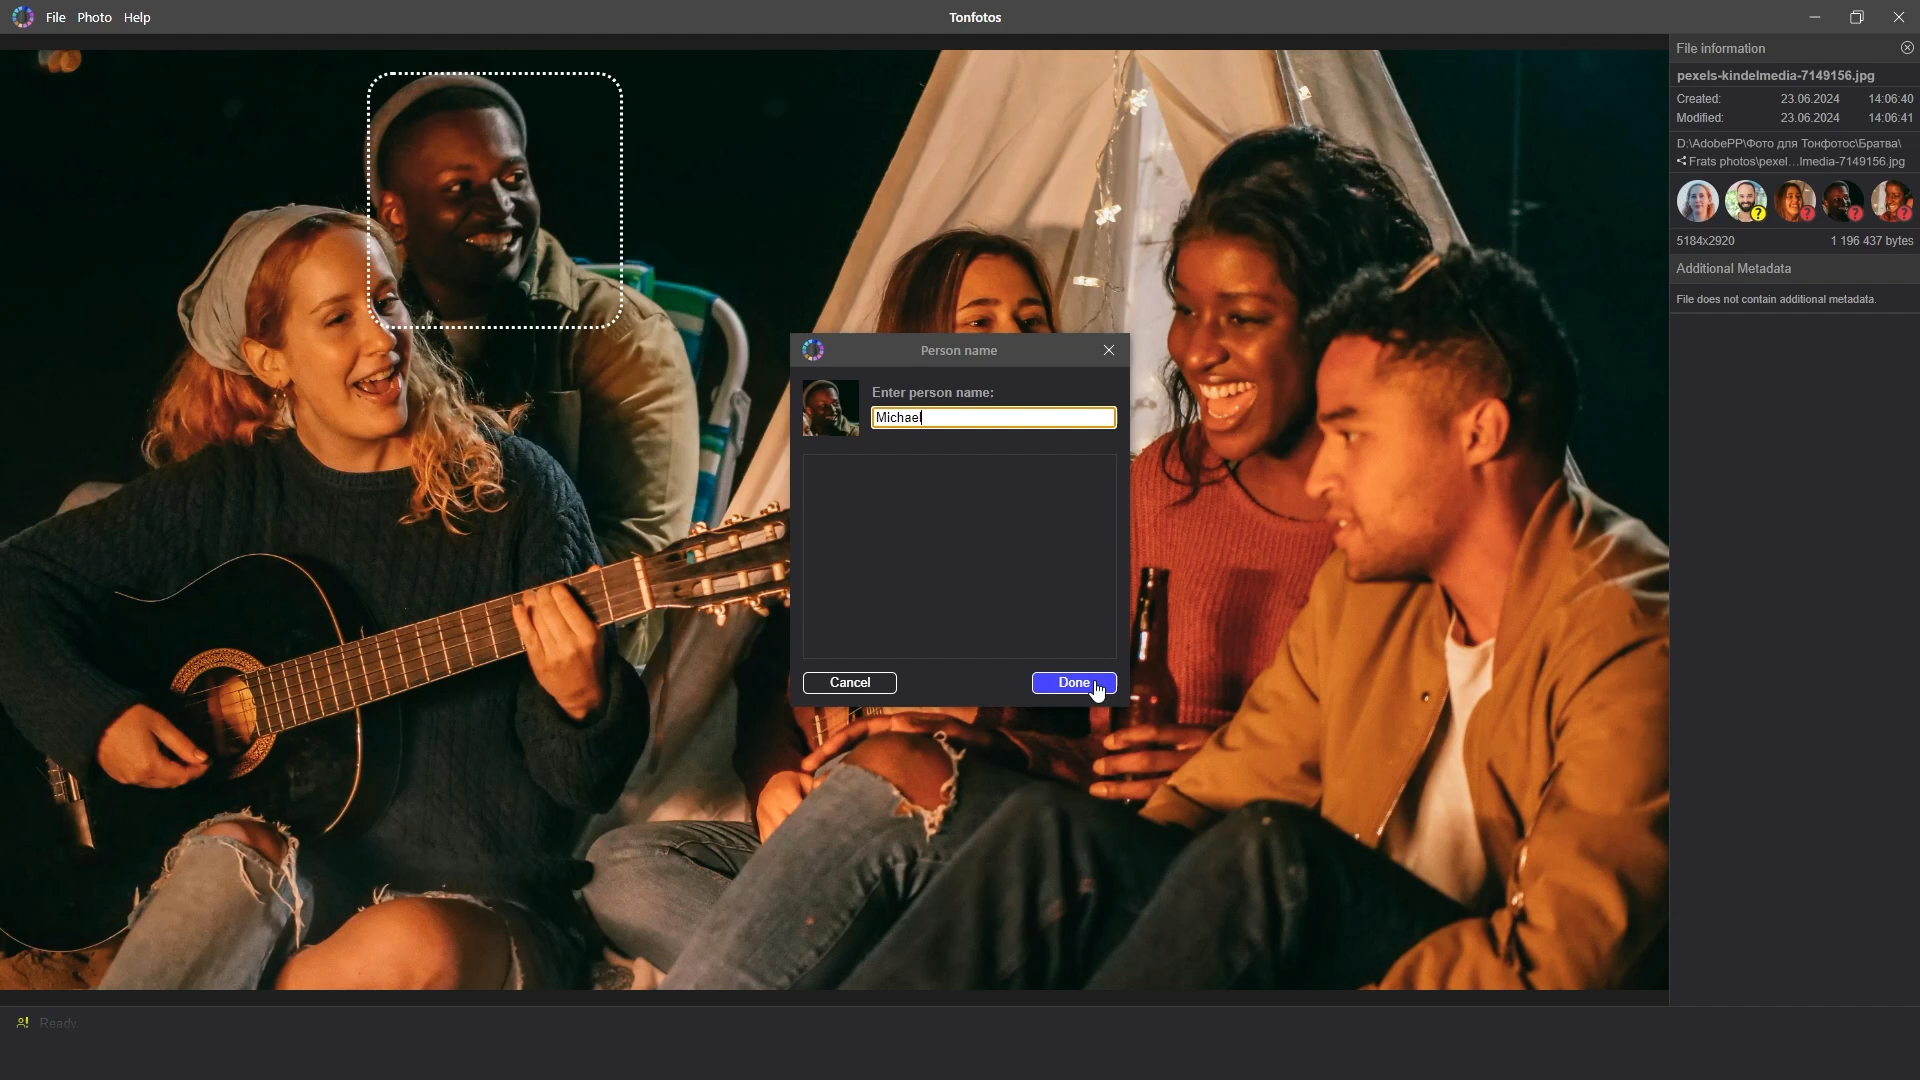 File Photo Help
Tonfotos
File information
pexels-kindelmedia-7149156.jpg
Created: 23.06.2024 14:06:40
Modified: 23.06.2024 14:06:41
D:\AdobePP\Фото для Тонфотос\Братва\
Frats photos\pexel...lmedia-7149156.jpg
? ? ? ?
5184x2920 1 196 437 bytes
Additional Metadata
File does not contain additional metadata.
Person name
Enter person name:
Michael
Cancel Done
Ready.